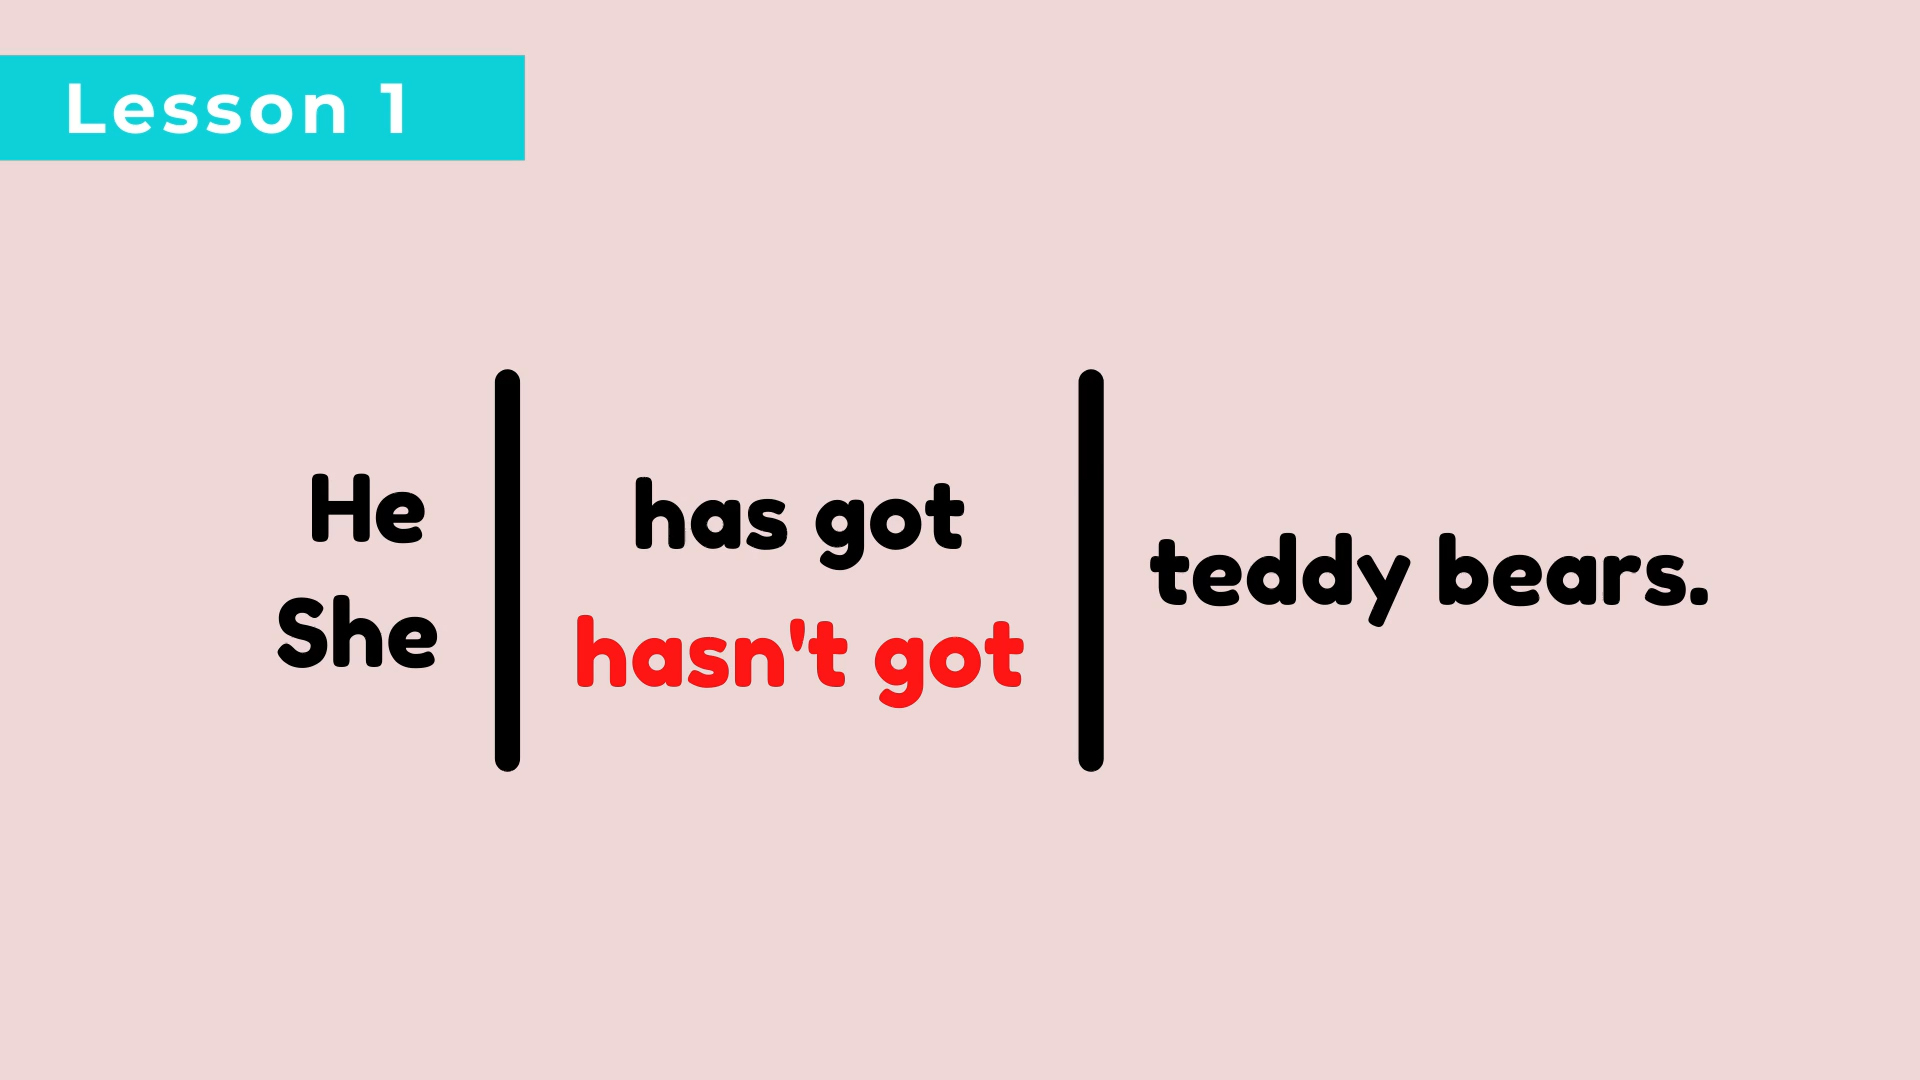 Lesson 1
He
She
has got
hasn't got
teddy bears.